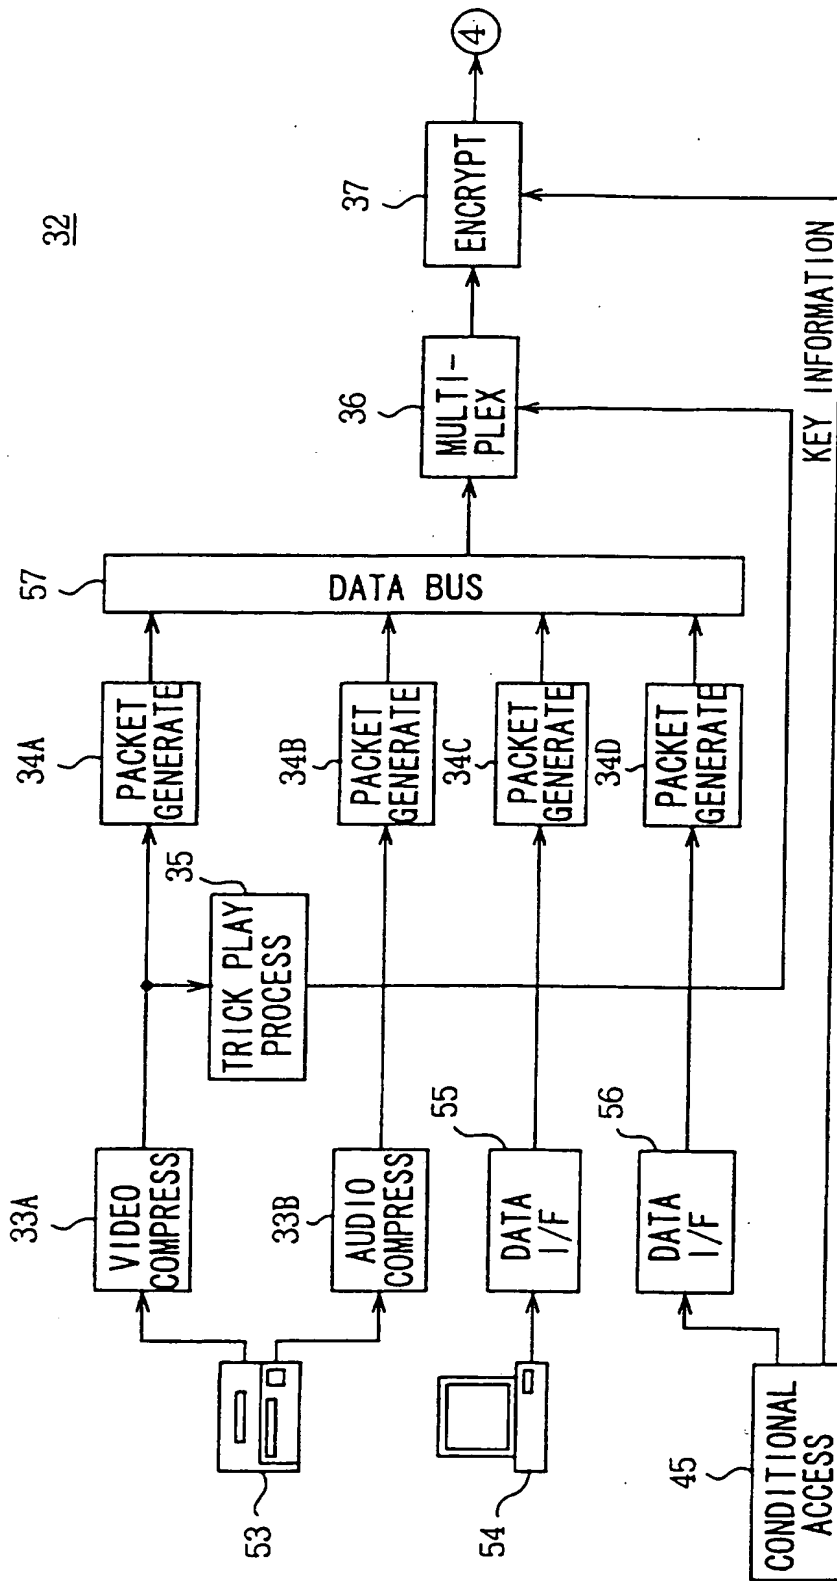 32
33A
VIDEO
COMPRESS
34A
PACKET
GENERATE
57
DATA BUS
36
MULTI-
PLEX
37
ENCRYPT
4
53
35
TRICK PLAY
PROCESS
33B
AUDIO
COMPRESS
34B
PACKET
GENERATE
54
55
DATA
I/F
34C
PACKET
GENERATE
45
CONDITIONAL
ACCESS
56
DATA
I/F
34D
PACKET
GENERATE
KEY INFORMATION